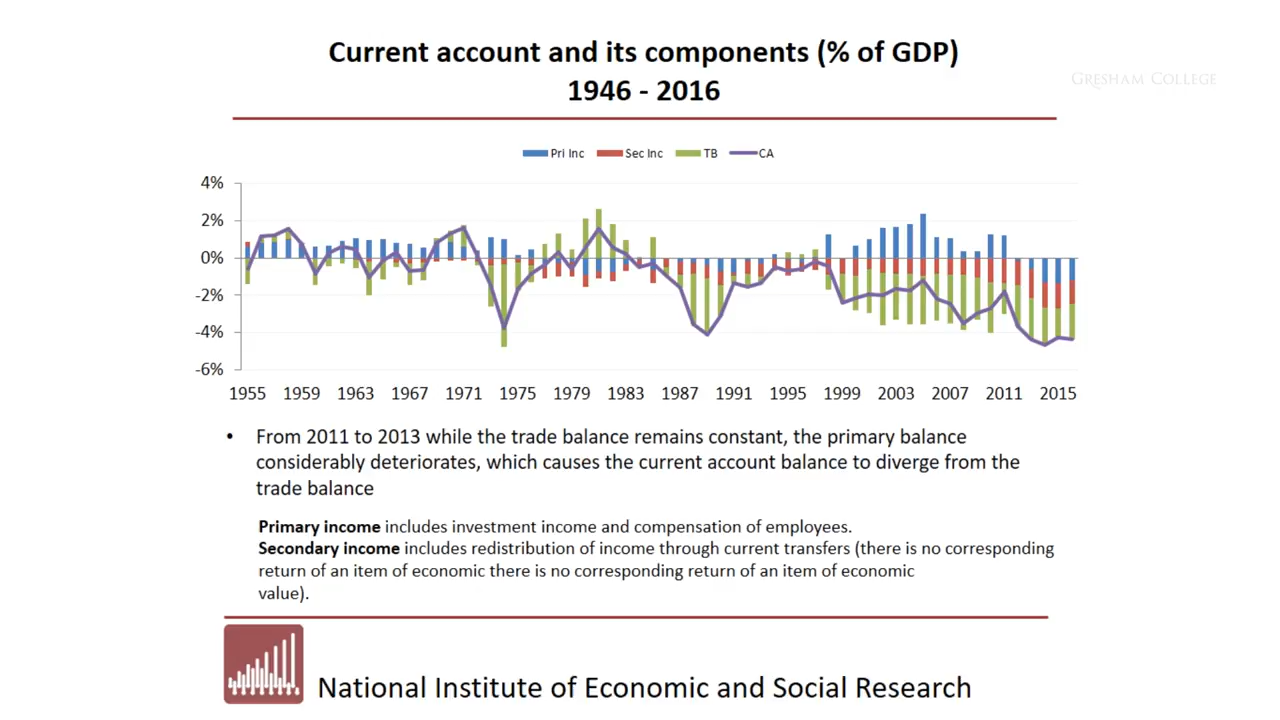 Current account and its components (% of GDP)
1946 - 2016
GRESHAM COLLEGE
Pri Inc Sec Inc TB CA
4%
2%
0%
-2%
-4%
-6%
1955 1959 1963 1967 1971 1975 1979 1983 1987 1991 1995 1999 2003 2007 2011 2015
• From 2011 to 2013 while the trade balance remains constant, the primary balance
considerably deteriorates, which causes the current account balance to diverge from the
trade balance
Primary income includes investment income and compensation of employees.
Secondary income includes redistribution of income through current transfers (there is no corresponding
return of an item of economic there is no corresponding return of an item of economic
value).
National Institute of Economic and Social Research